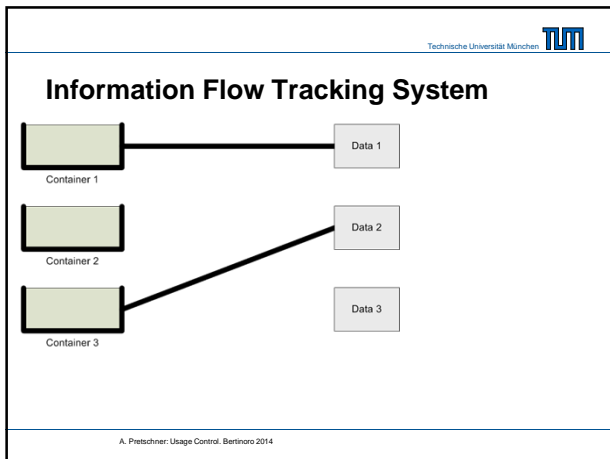 Technische Universität München
TUM
Information Flow Tracking System
Data 1
Container 1
Data 2
Container 2
Data 3
Container 3
A. Pretschner: Usage Control. Bertinoro 2014